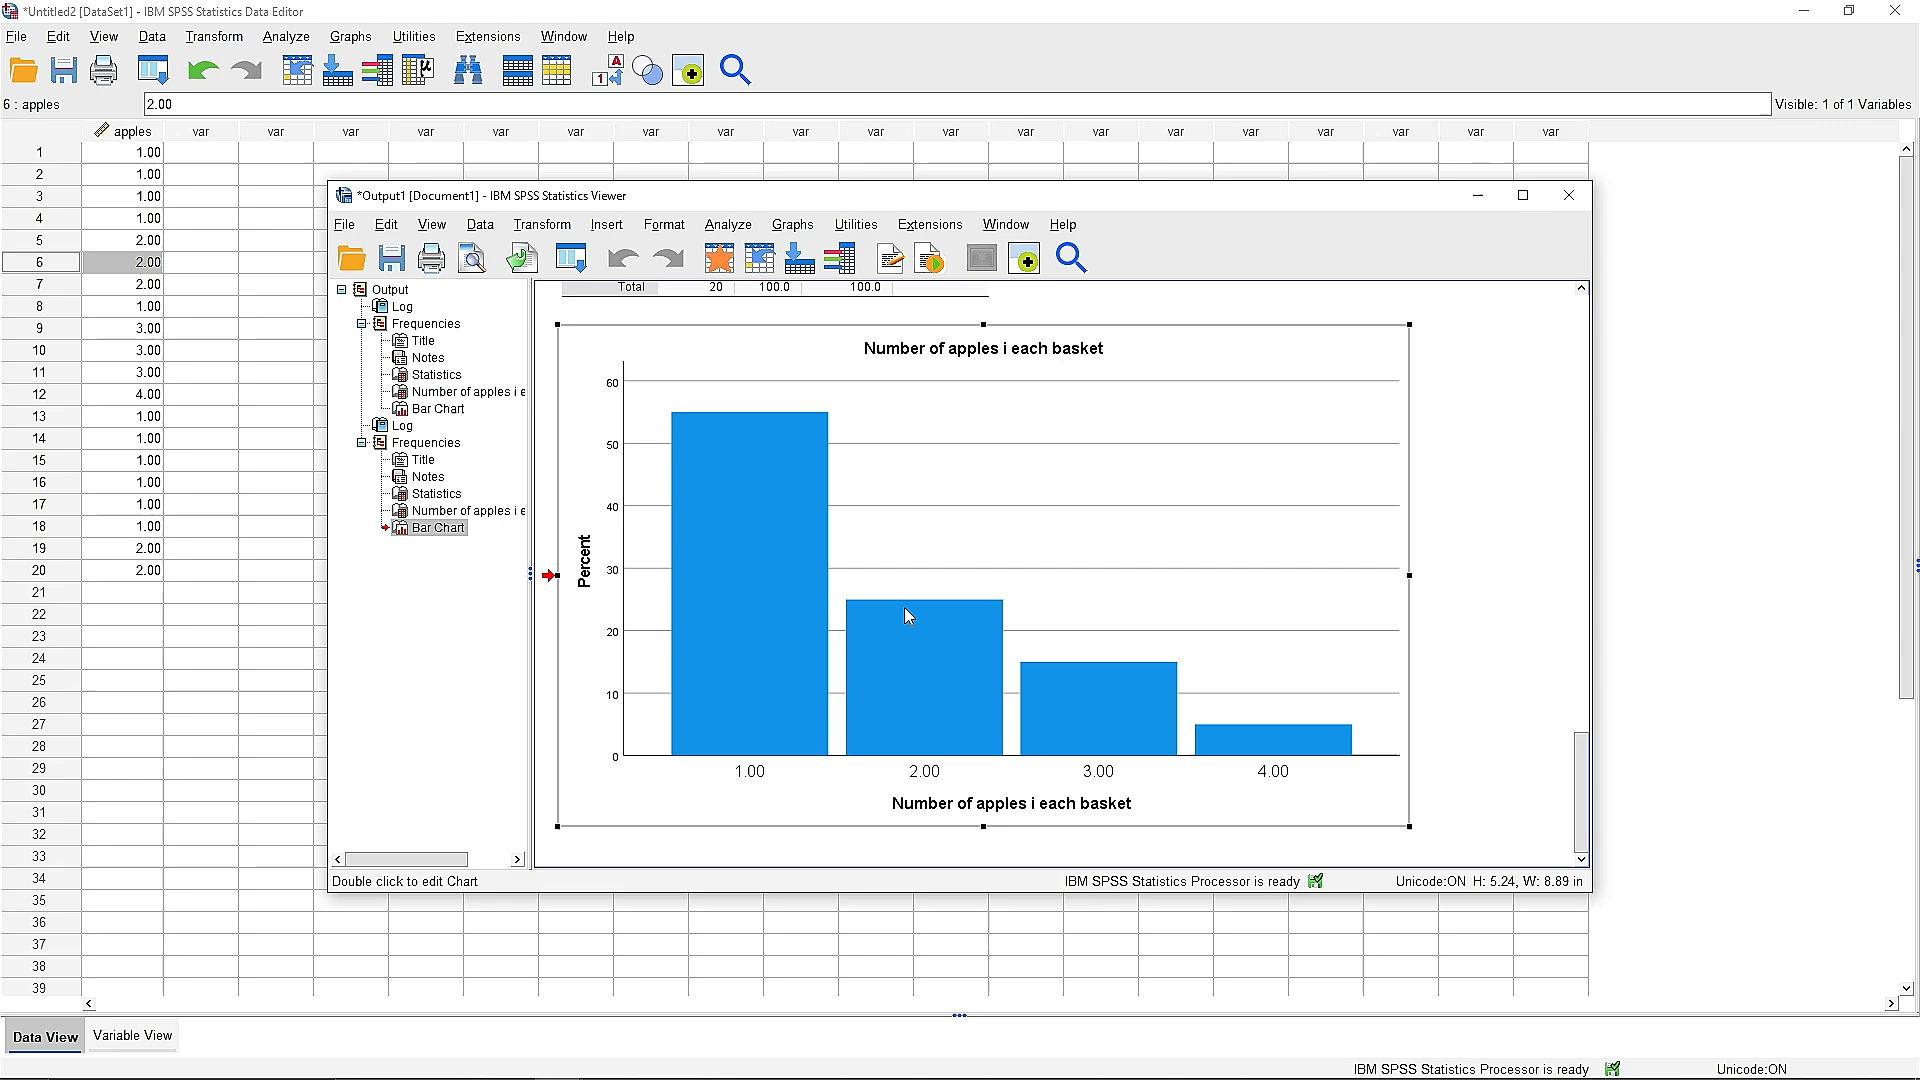 *Untitled2 [DataSet1] - IBM SPSS Statistics Data Editor
File Edit View Data Transform Analyze Graphs Utilities Extensions Window Help
6 : apples 2.00 Visible: 1 of 1 Variables
apples var var var var var var var var var var var var var var var var var var var
1 1.00
2 1.00
3 1.00
4 1.00
5 2.00
6 2.00
7 2.00
8 1.00
9 3.00
10 3.00
11 3.00
12 4.00
13 1.00
14 1.00
15 1.00
16 1.00
17 1.00
18 1.00
19 2.00
20 2.00
21
22
23
24
25
26
27
28
29
30
31
32
33
34
35
36
37
38
39
*Output1 [Document1] - IBM SPSS Statistics Viewer
File Edit View Data Transform Insert Format Analyze Graphs Utilities Extensions Window Help
Output
Log
Frequencies
Title
Notes
Statistics
Number of apples i e
Bar Chart
Log
Frequencies
Title
Notes
Statistics
Number of apples i e
Bar Chart
Total 20 100.0 100.0
Number of apples i each basket
60
50
40
30
20
10
0
Percent
1.00 2.00 3.00 4.00
Number of apples i each basket
Double click to edit Chart IBM SPSS Statistics Processor is ready Unicode:ON H: 5.24, W: 8.89 in
Data View Variable View
IBM SPSS Statistics Processor is ready Unicode:ON